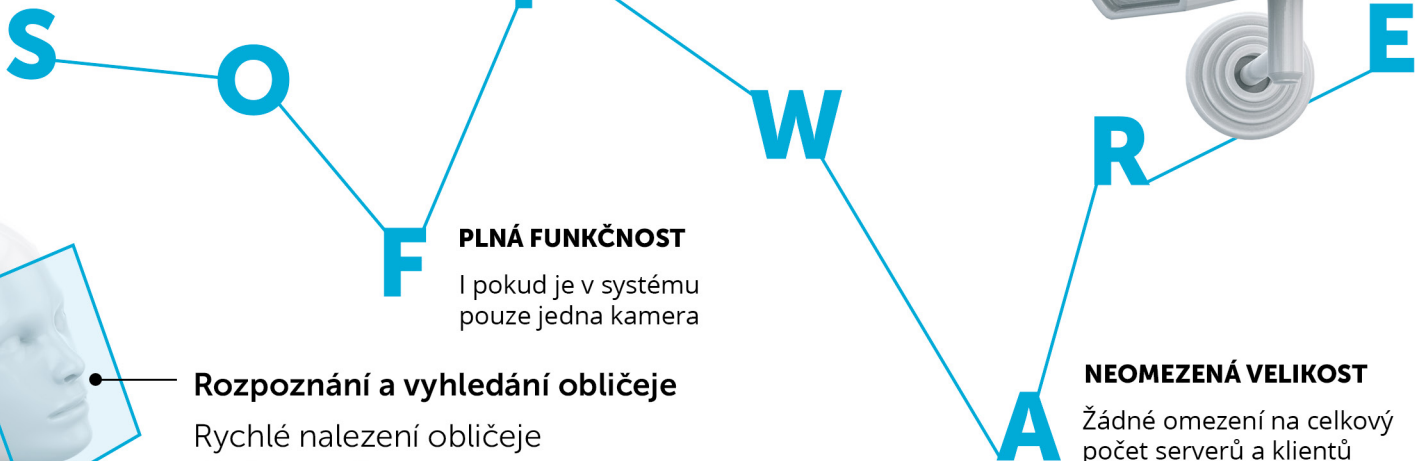 S O F T W A R E
PLNÁ FUNKČNOST
I pokud je v systému
pouze jedna kamera
Rozpoznání a vyhledání obličeje
Rychlé nalezení obličeje
NEOMEZENÁ VELIKOST
Žádné omezení na celkový
počet serverů a klientů